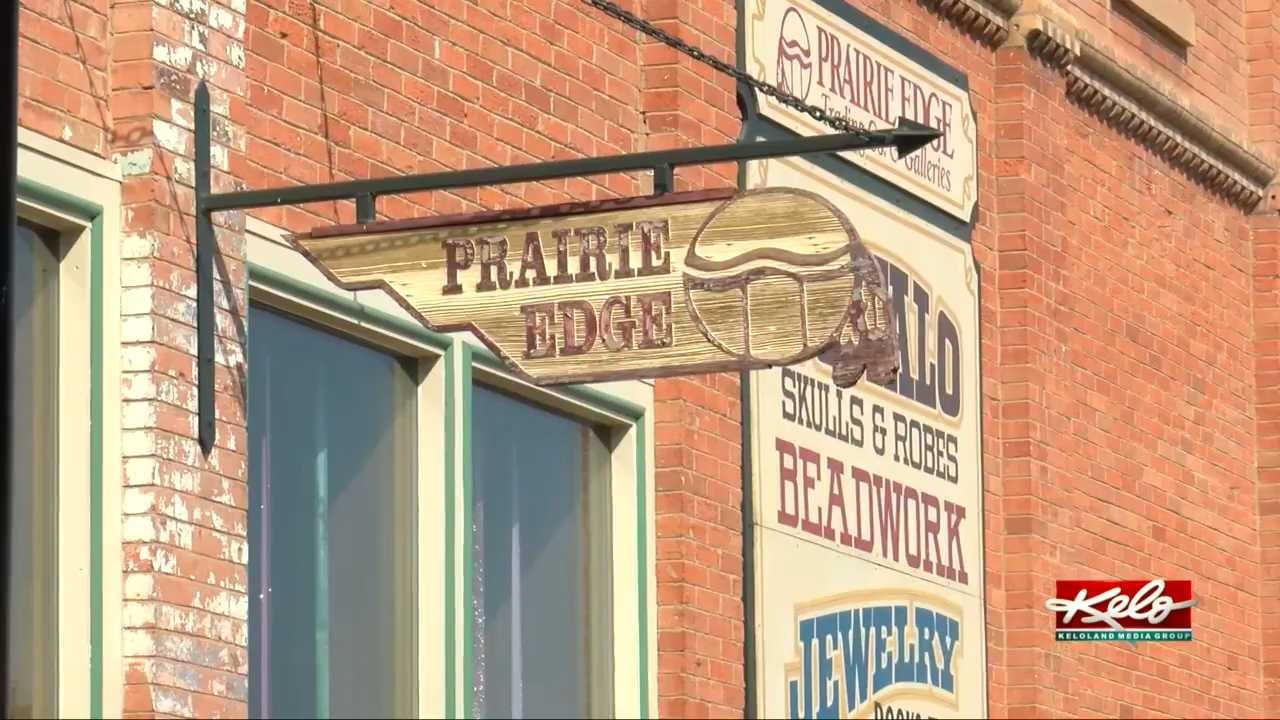 PRAIRIE EDGE
Trading Co. & Galleries
PRAIRIE
EDGE
SKULLS & ROBES
BEADWORK
JEWELRY
Kelo
KELOLAND MEDIA GROUP